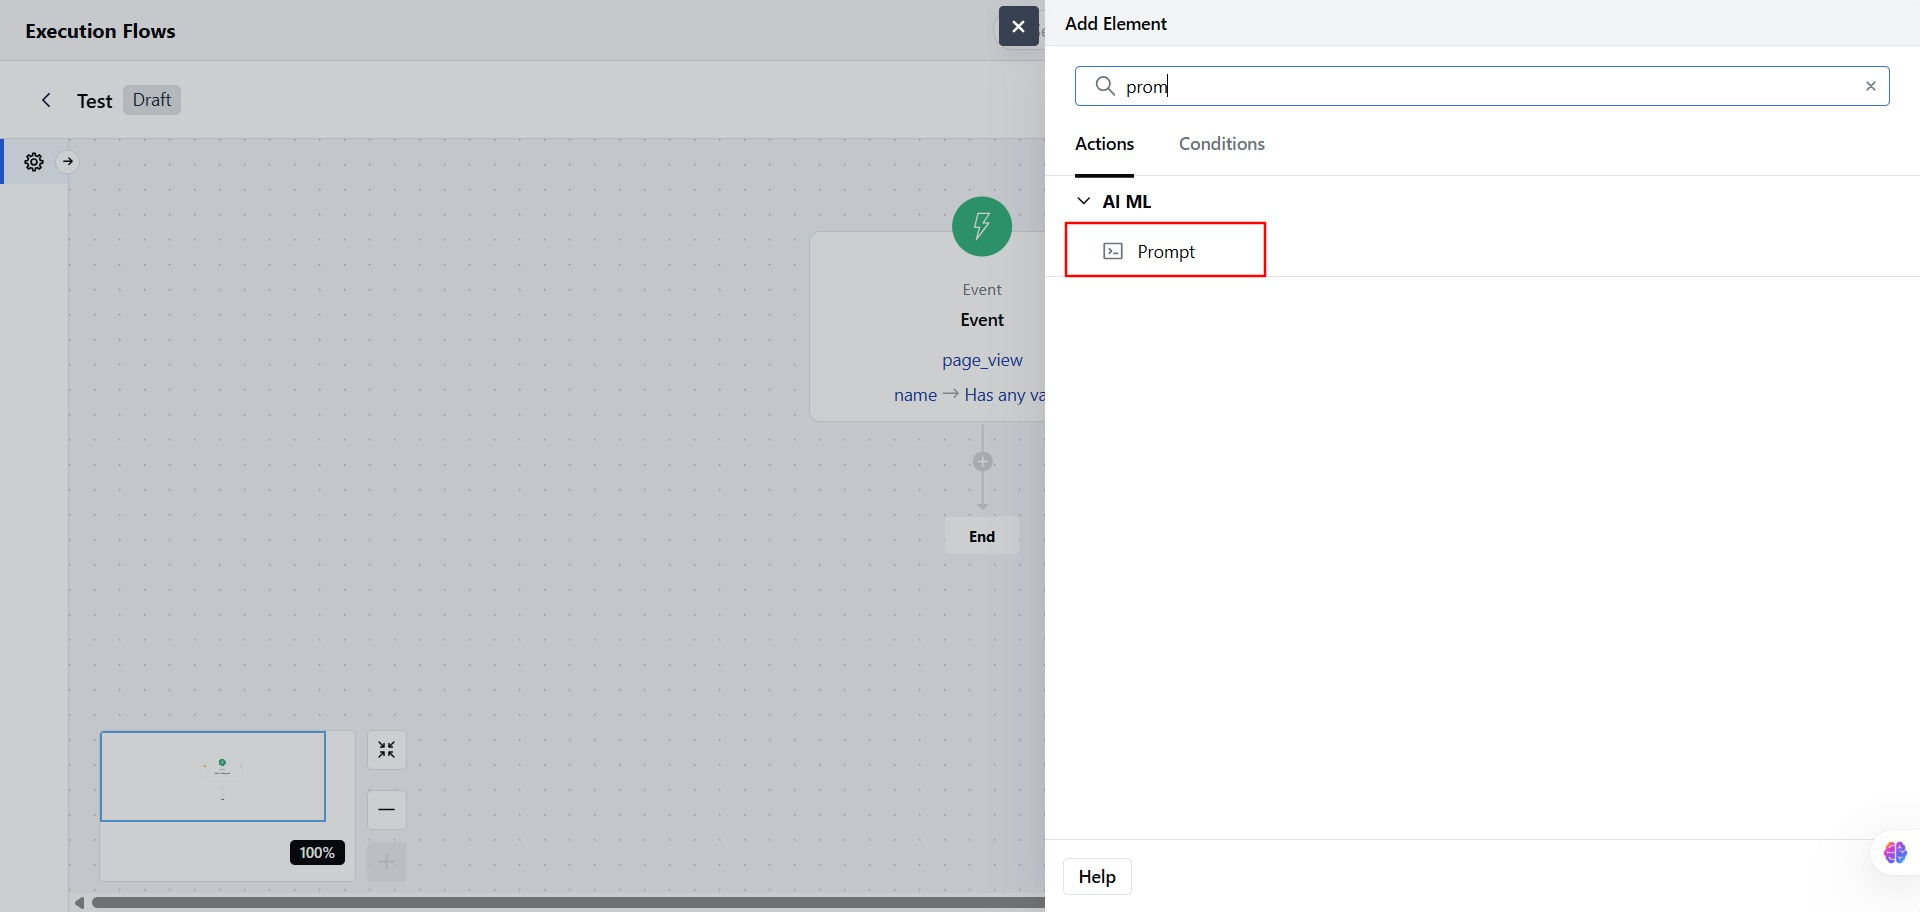 Execution Flows
Test
Draft
Event
Event
page_view
name → Has any va
End
100%
Add Element
prom
Actions
Conditions
AI ML
Prompt
Help